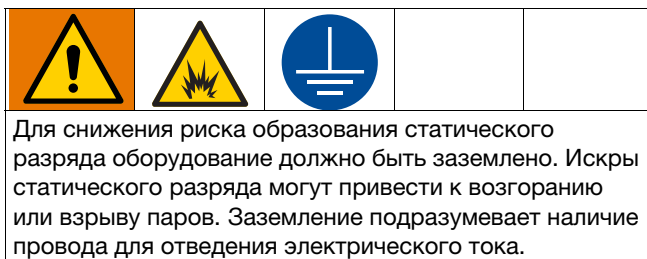 Для снижения риска образования статического
разряда оборудование должно быть заземлено. Искры
статического разряда могут привести к возгоранию
или взрыву паров. Заземление подразумевает наличие
провода для отведения электрического тока.